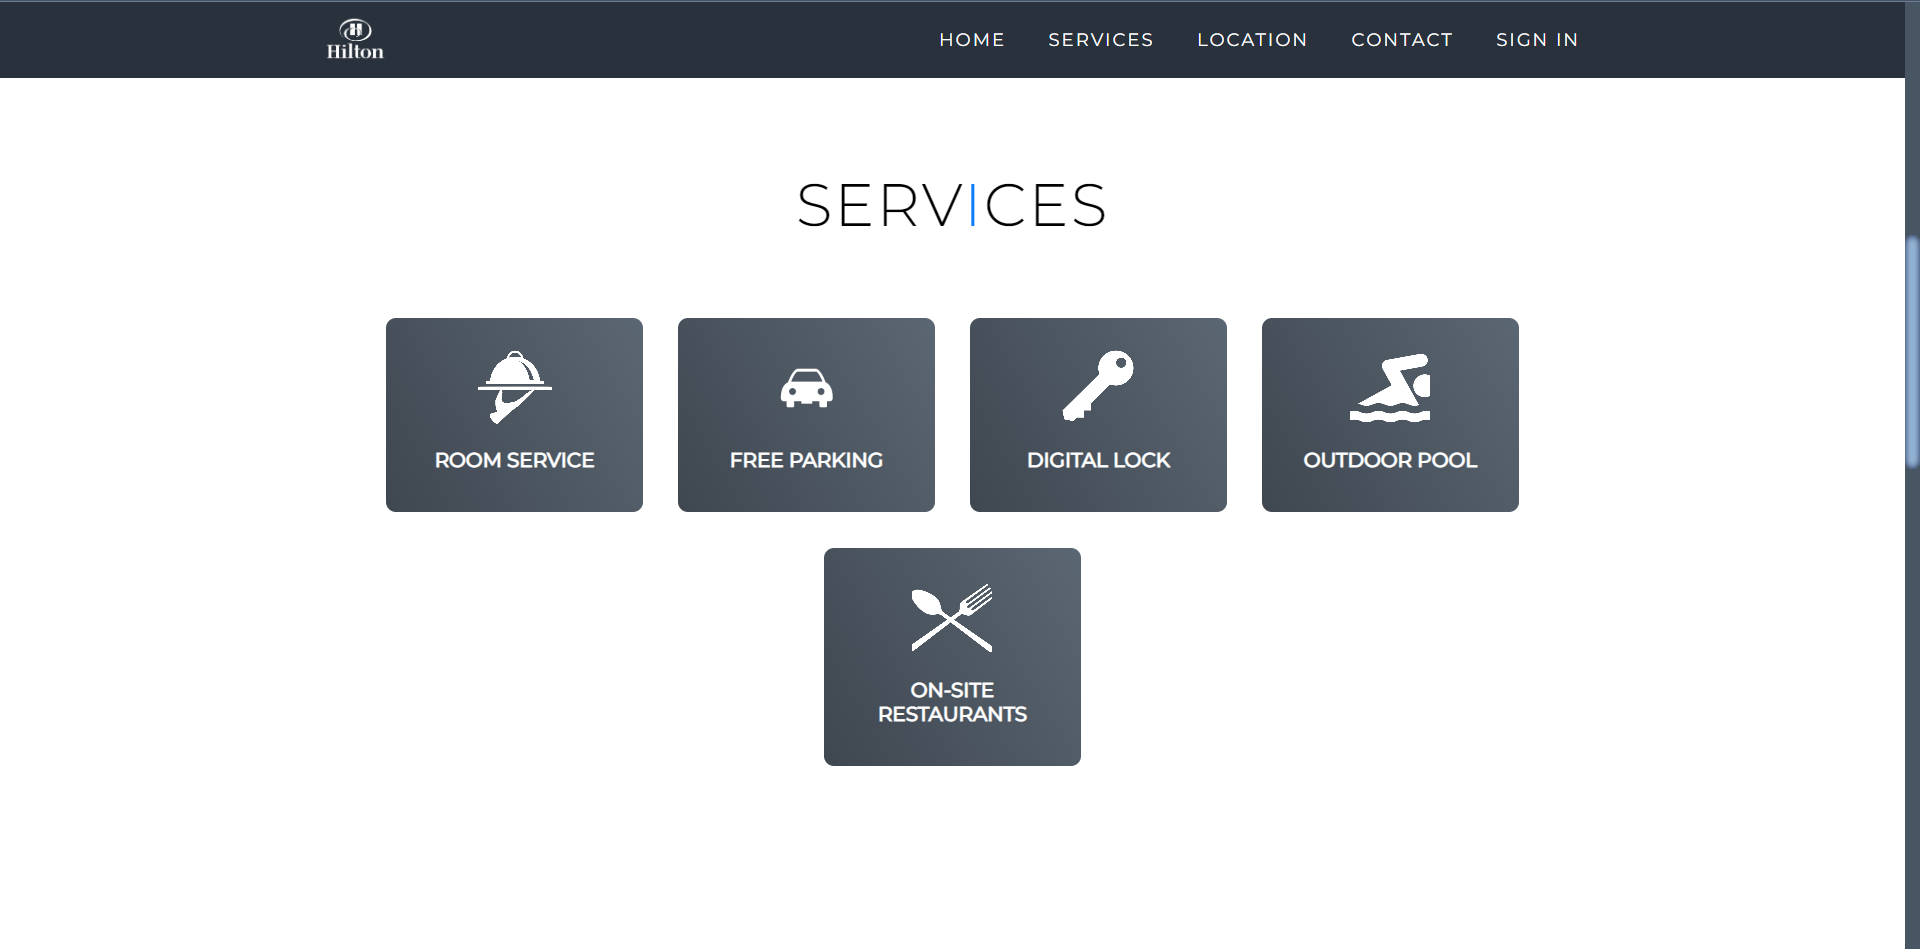 Hilton
HOME SERVICES LOCATION CONTACT SIGN IN
SERVICES
ROOM SERVICE
FREE PARKING
DIGITAL LOCK
OUTDOOR POOL
ON-SITE
RESTAURANTS